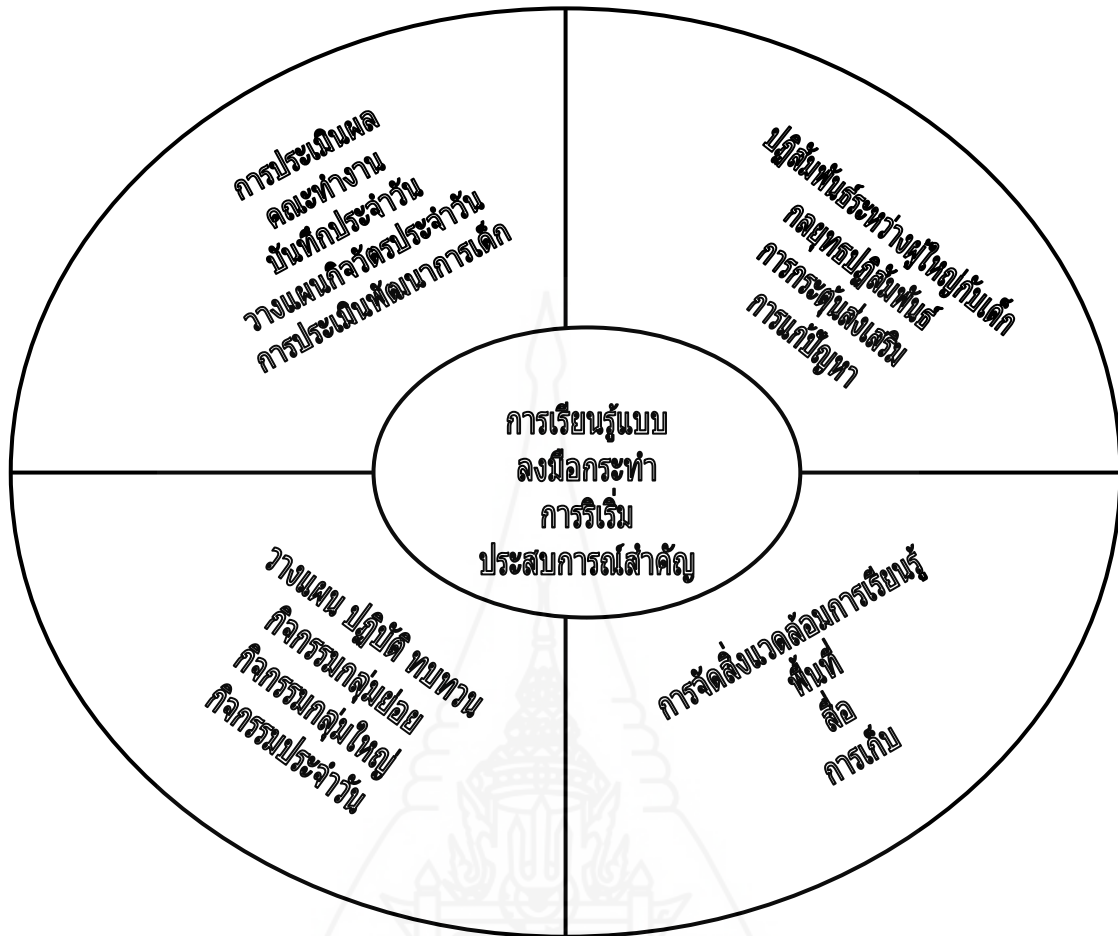 การประเมินผล
คณะทำงาน
บันทึกประจำวัน
วางแผนกิจวัตรประจำวัน
การประเมินพัฒนาการเด็ก
ปฏิสัมพันธ์ระหว่างผู้ใหญ่กับเด็ก
กลยุทธปฏิสัมพันธ์
การกระตุ้นส่งเสริม
การแก้ปัญหา
การเรียนรู้แบบ
ลงมือกระทำ
การริเริ่ม
ประสบการณ์สำคัญ
วางแผน ปฏิบัติ ทบทวน
กิจกรรมกลุ่มย่อย
กิจกรรมกลุ่มใหญ่
กิจกรรมประจำวัน
การจัดสิ่งแวดล้อมการเรียนรู้
พื้นที่
สื่อ
การเก็บ